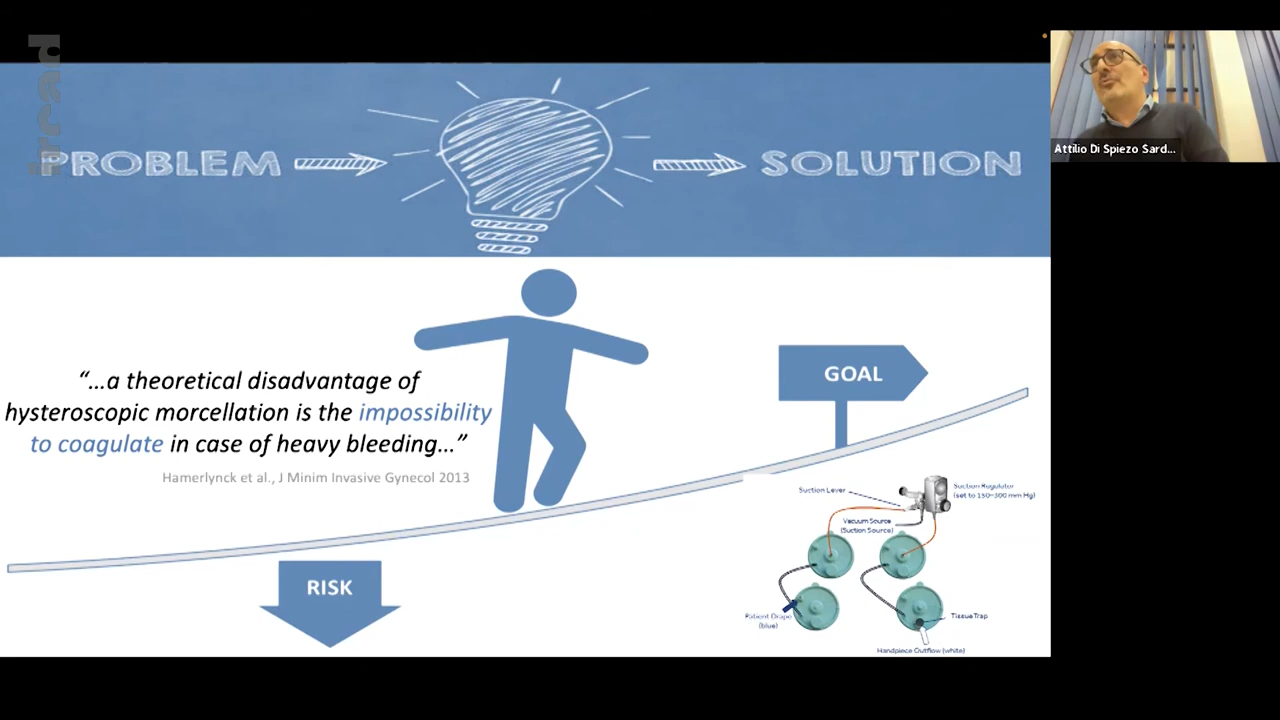 ircad
PROBLEM
SOLUTION
Attilio Di Spiezo Sard...
“...a theoretical disadvantage of
hysteroscopic morcellation is the impossibility
to coagulate in case of heavy bleeding...”
Hamerlynck et al., J Minim Invasive Gynecol 2013
GOAL
RISK
Suction Lever
Suction Regulator
(set to 150-300 mm Hg)
Vacuum Source
(Suction Source)
Patient Drape
(blue)
Tissue Trap
Handpiece Outflow (white)